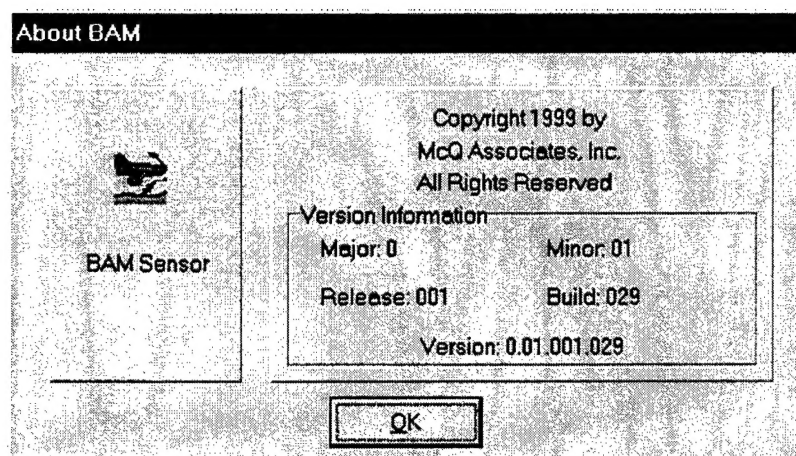 About BAM
BAM Sensor
Copyright 1999 by
McQ Associates, Inc.
All Rights Reserved
Version Information
Major: 0 Minor: 01
Release: 001 Build: 029
Version: 0.01.001.029
OK